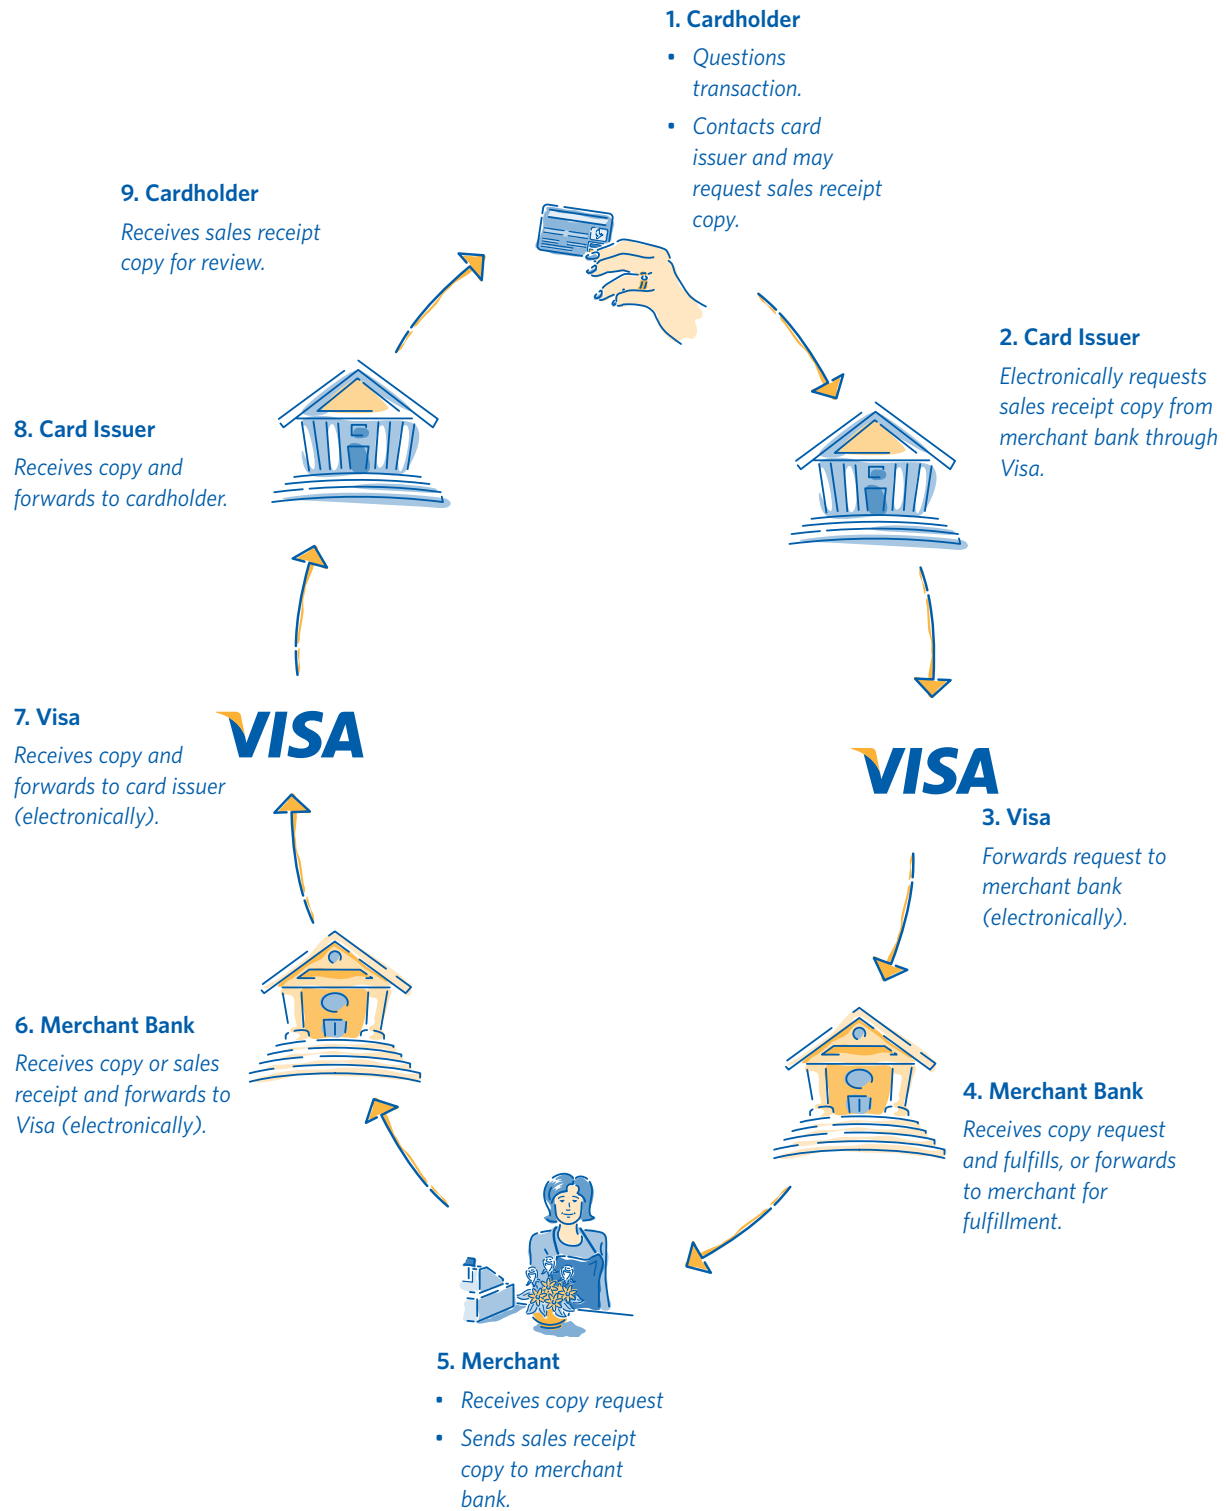 1. Cardholder
• Questions
transaction.
• Contacts card
issuer and may
request sales receipt
copy.
2. Card Issuer
Electronically requests
sales receipt copy from
merchant bank through
Visa.
VISA
3. Visa
Forwards request to
merchant bank
(electronically).
4. Merchant Bank
Receives copy request
and fulfills, or forwards
to merchant for
fulfillment.
5. Merchant
• Receives copy request
• Sends sales receipt
copy to merchant
bank.
6. Merchant Bank
Receives copy or sales
receipt and forwards to
Visa (electronically).
7. Visa
VISA
Receives copy and
forwards to card issuer
(electronically).
8. Card Issuer
Receives copy and
forwards to cardholder.
9. Cardholder
Receives sales receipt
copy for review.